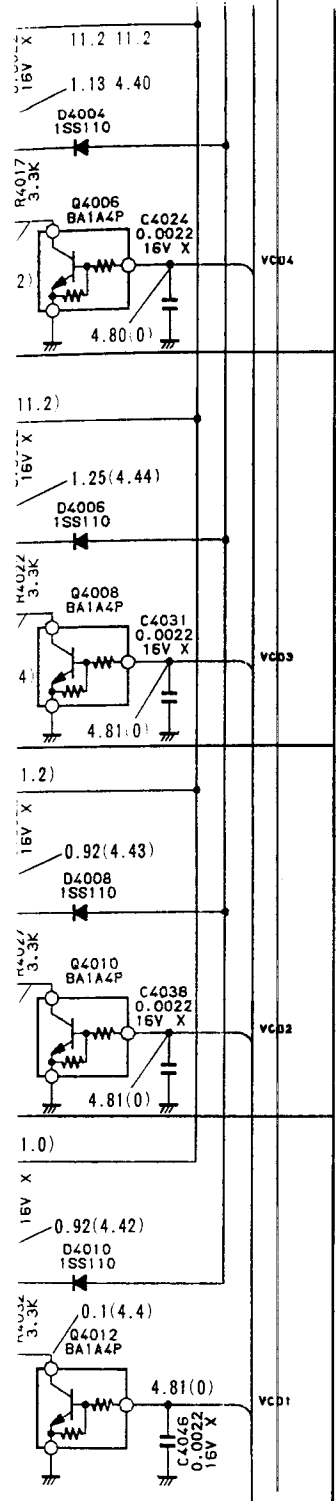 16V X
11.2 11.2
1.13 4.40
D4004
1SS110
R4017
3.3K
Q4006
BA1A4P
C4024
0.0022
16V X
VCO4
2)
4.80(0)
11.2)
16V X
1.25(4.44)
D4006
1SS110
R4022
3.3K
Q4008
BA1A4P
C4031
0.0022
16V X
VCO3
4)
4.81(0)
1.2)
16V X
0.92(4.43)
D4008
1SS110
R4027
3.3K
Q4010
BA1A4P
C4038
0.0022
16V X
VCO2
4.81(0)
1.0)
16V X
0.92(4.42)
D4010
1SS110
R4032
3.3K
0.1(4.4)
Q4012
BA1A4P
4.81(0)
VCO1
C4046
0.0022
16V X